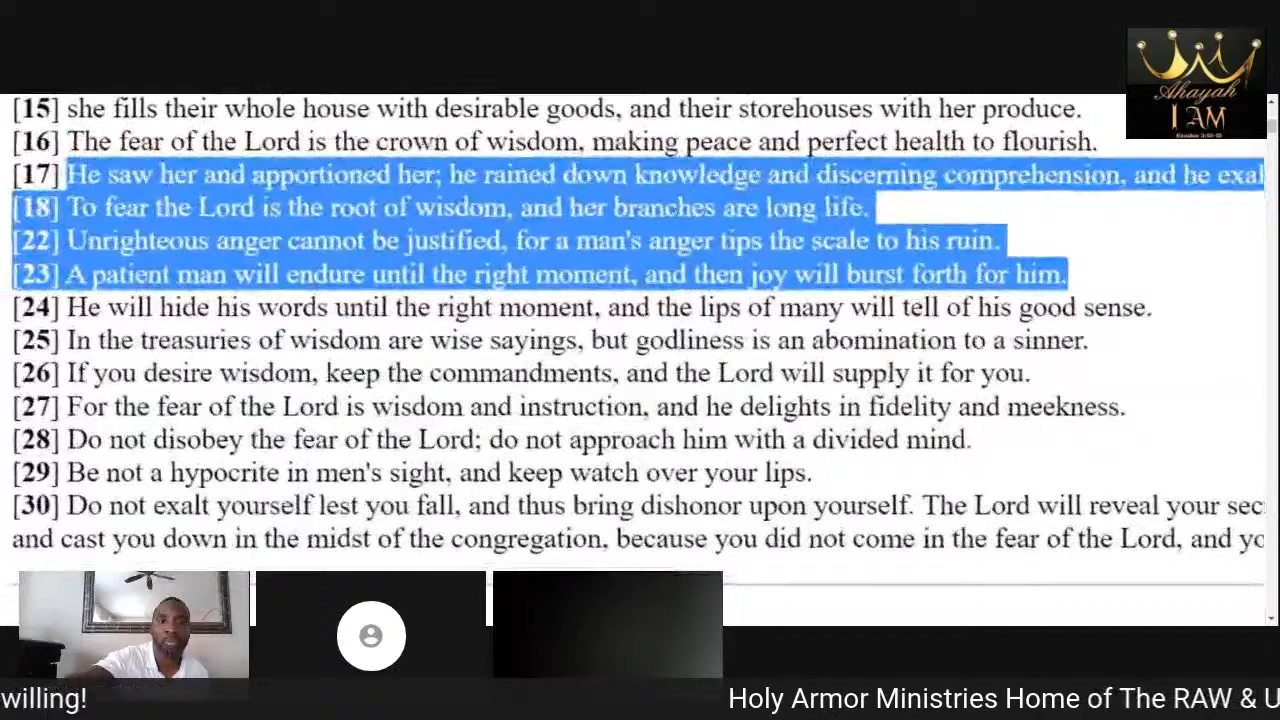 [15] she fills their whole house with desirable goods, and their storehouses with her produce.
[16] The fear of the Lord is the crown of wisdom, making peace and perfect health to flourish.
[17] He saw her and apportioned her; he rained down knowledge and discerning comprehension, and he exal
[18] To fear the Lord is the root of wisdom, and her branches are long life.
[22] Unrighteous anger cannot be justified, for a man's anger tips the scale to his ruin.
[23] A patient man will endure until the right moment, and then joy will burst forth for him.
[24] He will hide his words until the right moment, and the lips of many will tell of his good sense.
[25] In the treasuries of wisdom are wise sayings, but godliness is an abomination to a sinner.
[26] If you desire wisdom, keep the commandments, and the Lord will supply it for you.
[27] For the fear of the Lord is wisdom and instruction, and he delights in fidelity and meekness.
[28] Do not disobey the fear of the Lord; do not approach him with a divided mind.
[29] Be not a hypocrite in men's sight, and keep watch over your lips.
[30] Do not exalt yourself lest you fall, and thus bring dishonor upon yourself. The Lord will reveal your sec
and cast you down in the midst of the congregation, because you did not come in the fear of the Lord, and yo
Ahayah
I AM
willing!
Holy Armor Ministries Home of The RAW & U